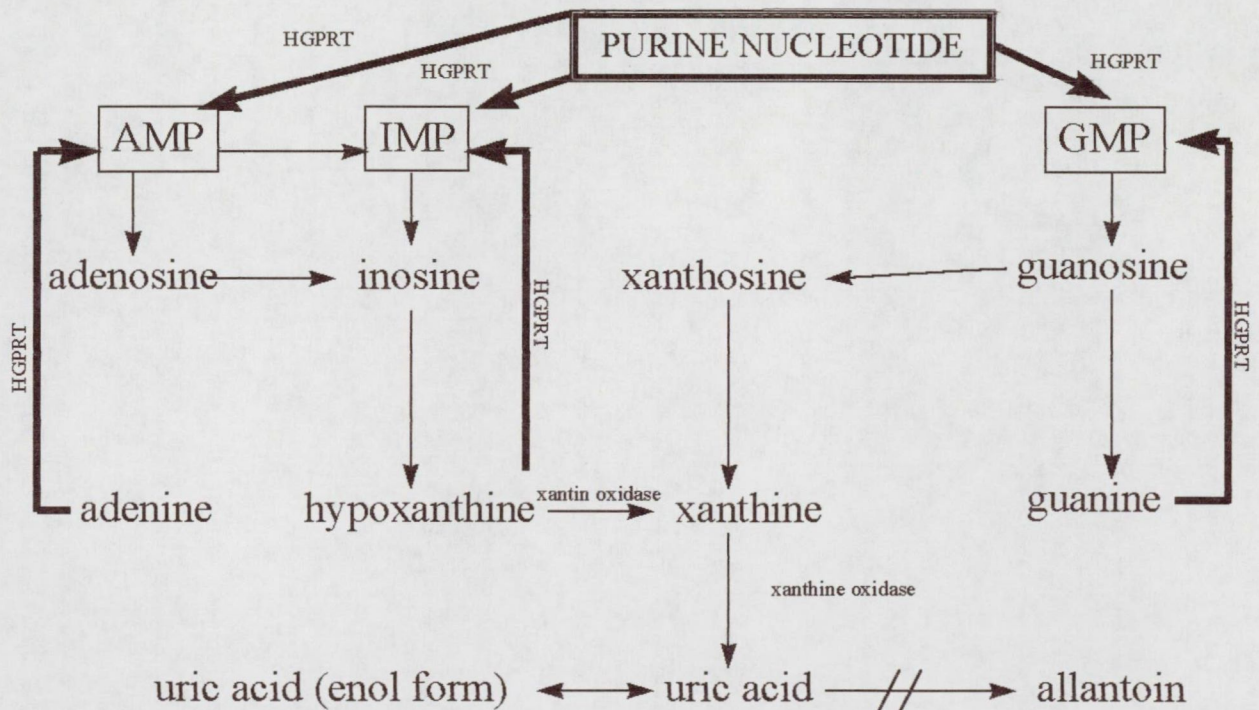 HGPRT
PURINE NUCLEOTIDE
HGPRT
HGPRT
AMP
IMP
GMP
adenosine
inosine
xanthosine
guanosine
HGPRT
HGPRT
HGPRT
adenine
hypoxanthine
xantin oxidase
xanthine
guanine
xanthine oxidase
uric acid (enol form)
uric acid
allantoin